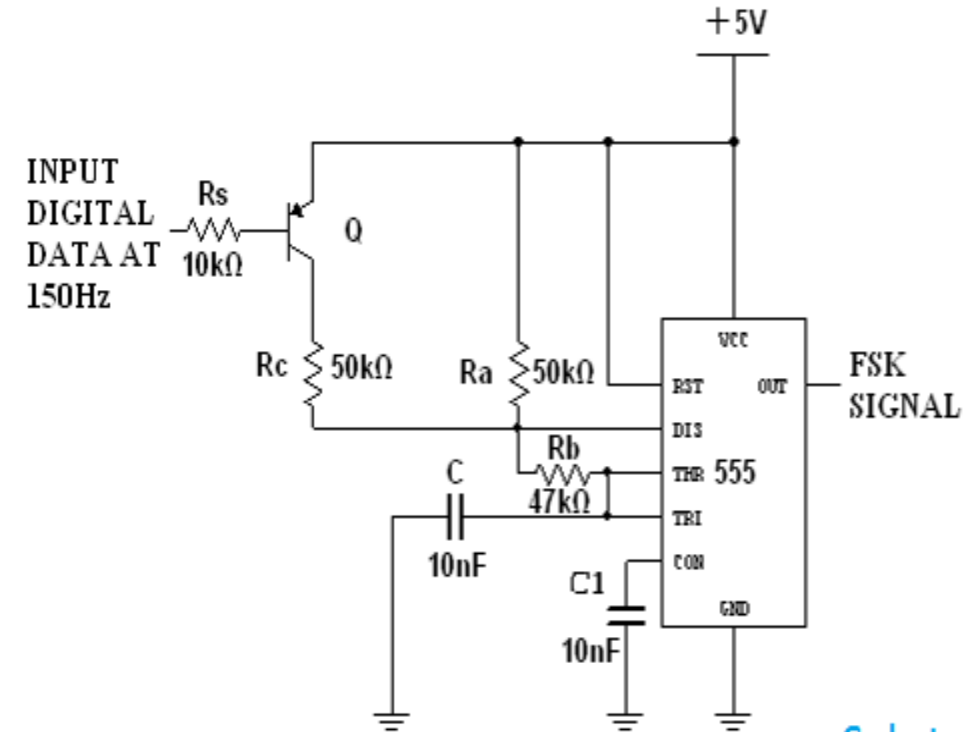 +5V
INPUT
DIGITAL
DATA AT
150Hz
Rs
10kΩ
Q
Rc
50kΩ
Ra
50kΩ
VCC
RST
OUT
FSK
SIGNAL
DIS
Rb
47kΩ
THR
555
TRI
C
10nF
CON
C1
10nF
GND